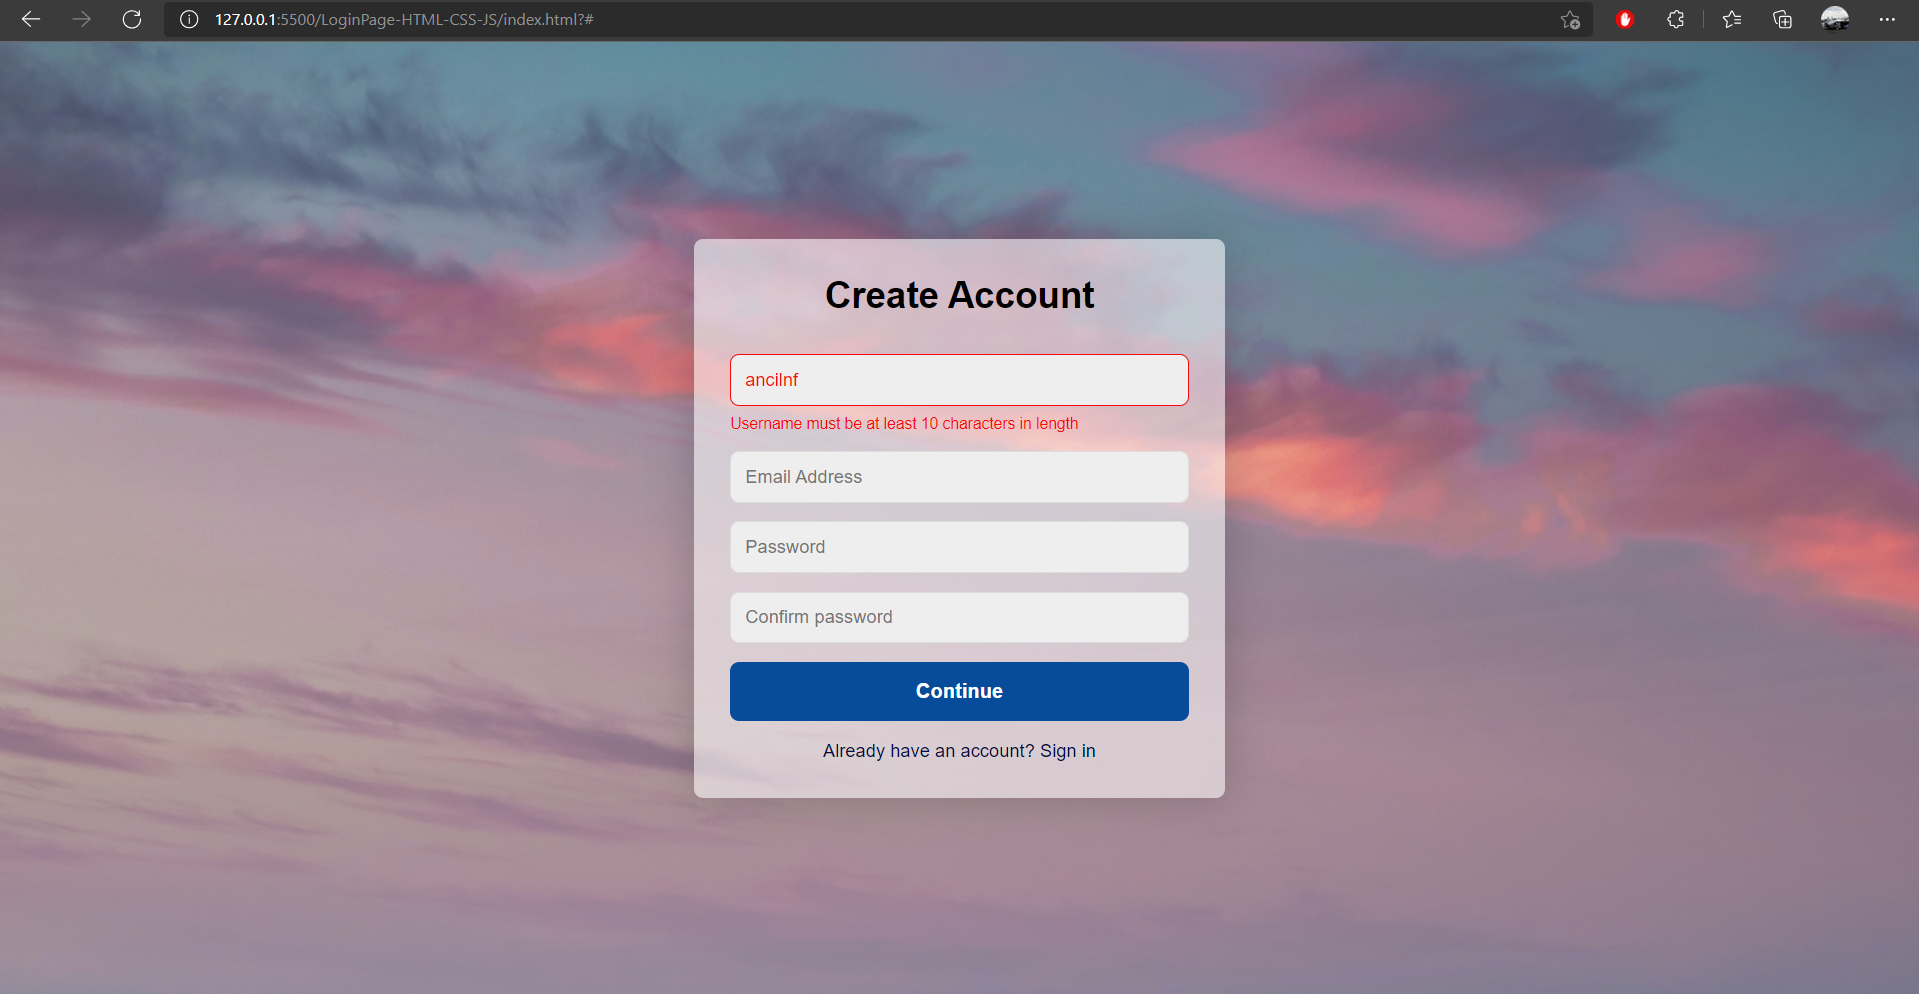 127.0.0.1:5500/LoginPage-HTML-CSS-JS/index.html?#
Create Account
ancilnf
Username must be at least 10 characters in length
Email Address
Password
Confirm password
Continue
Already have an account? Sign in